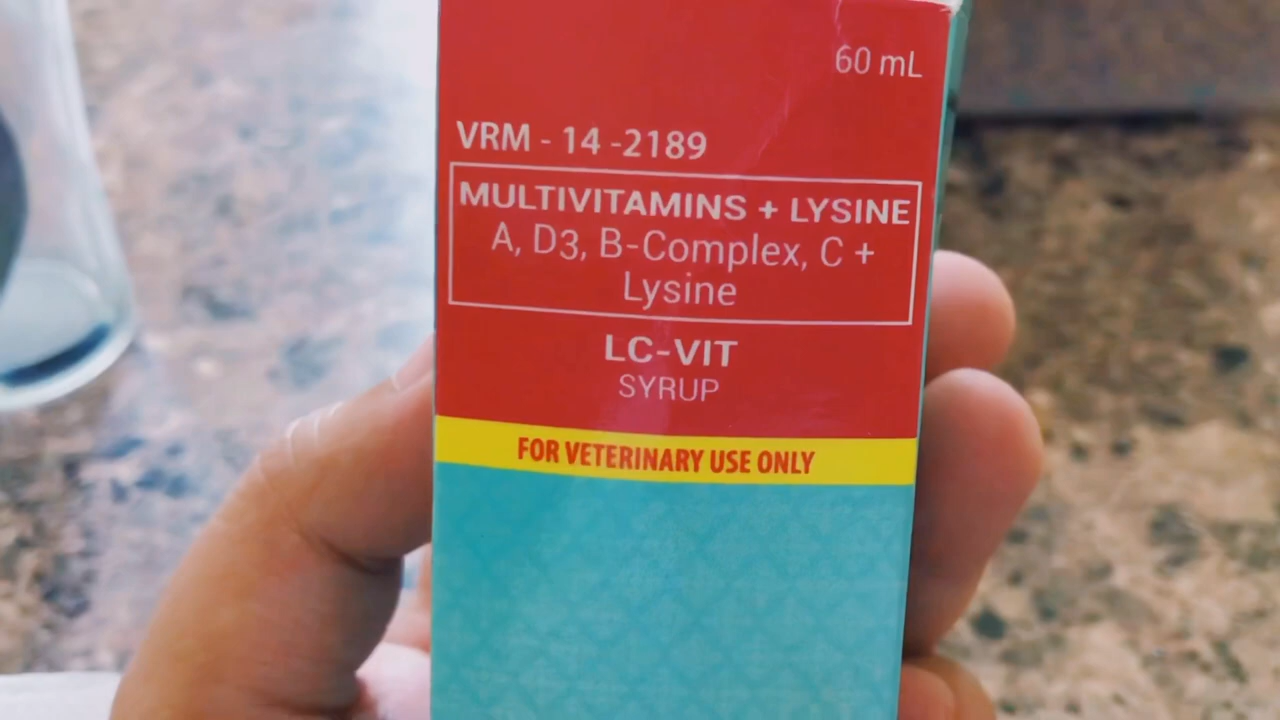 60 mL
VRM - 14 -2189
MULTIVITAMINS + LYSINE
A, D3, B-Complex, C +
Lysine
LC-VIT
SYRUP
FOR VETERINARY USE ONLY